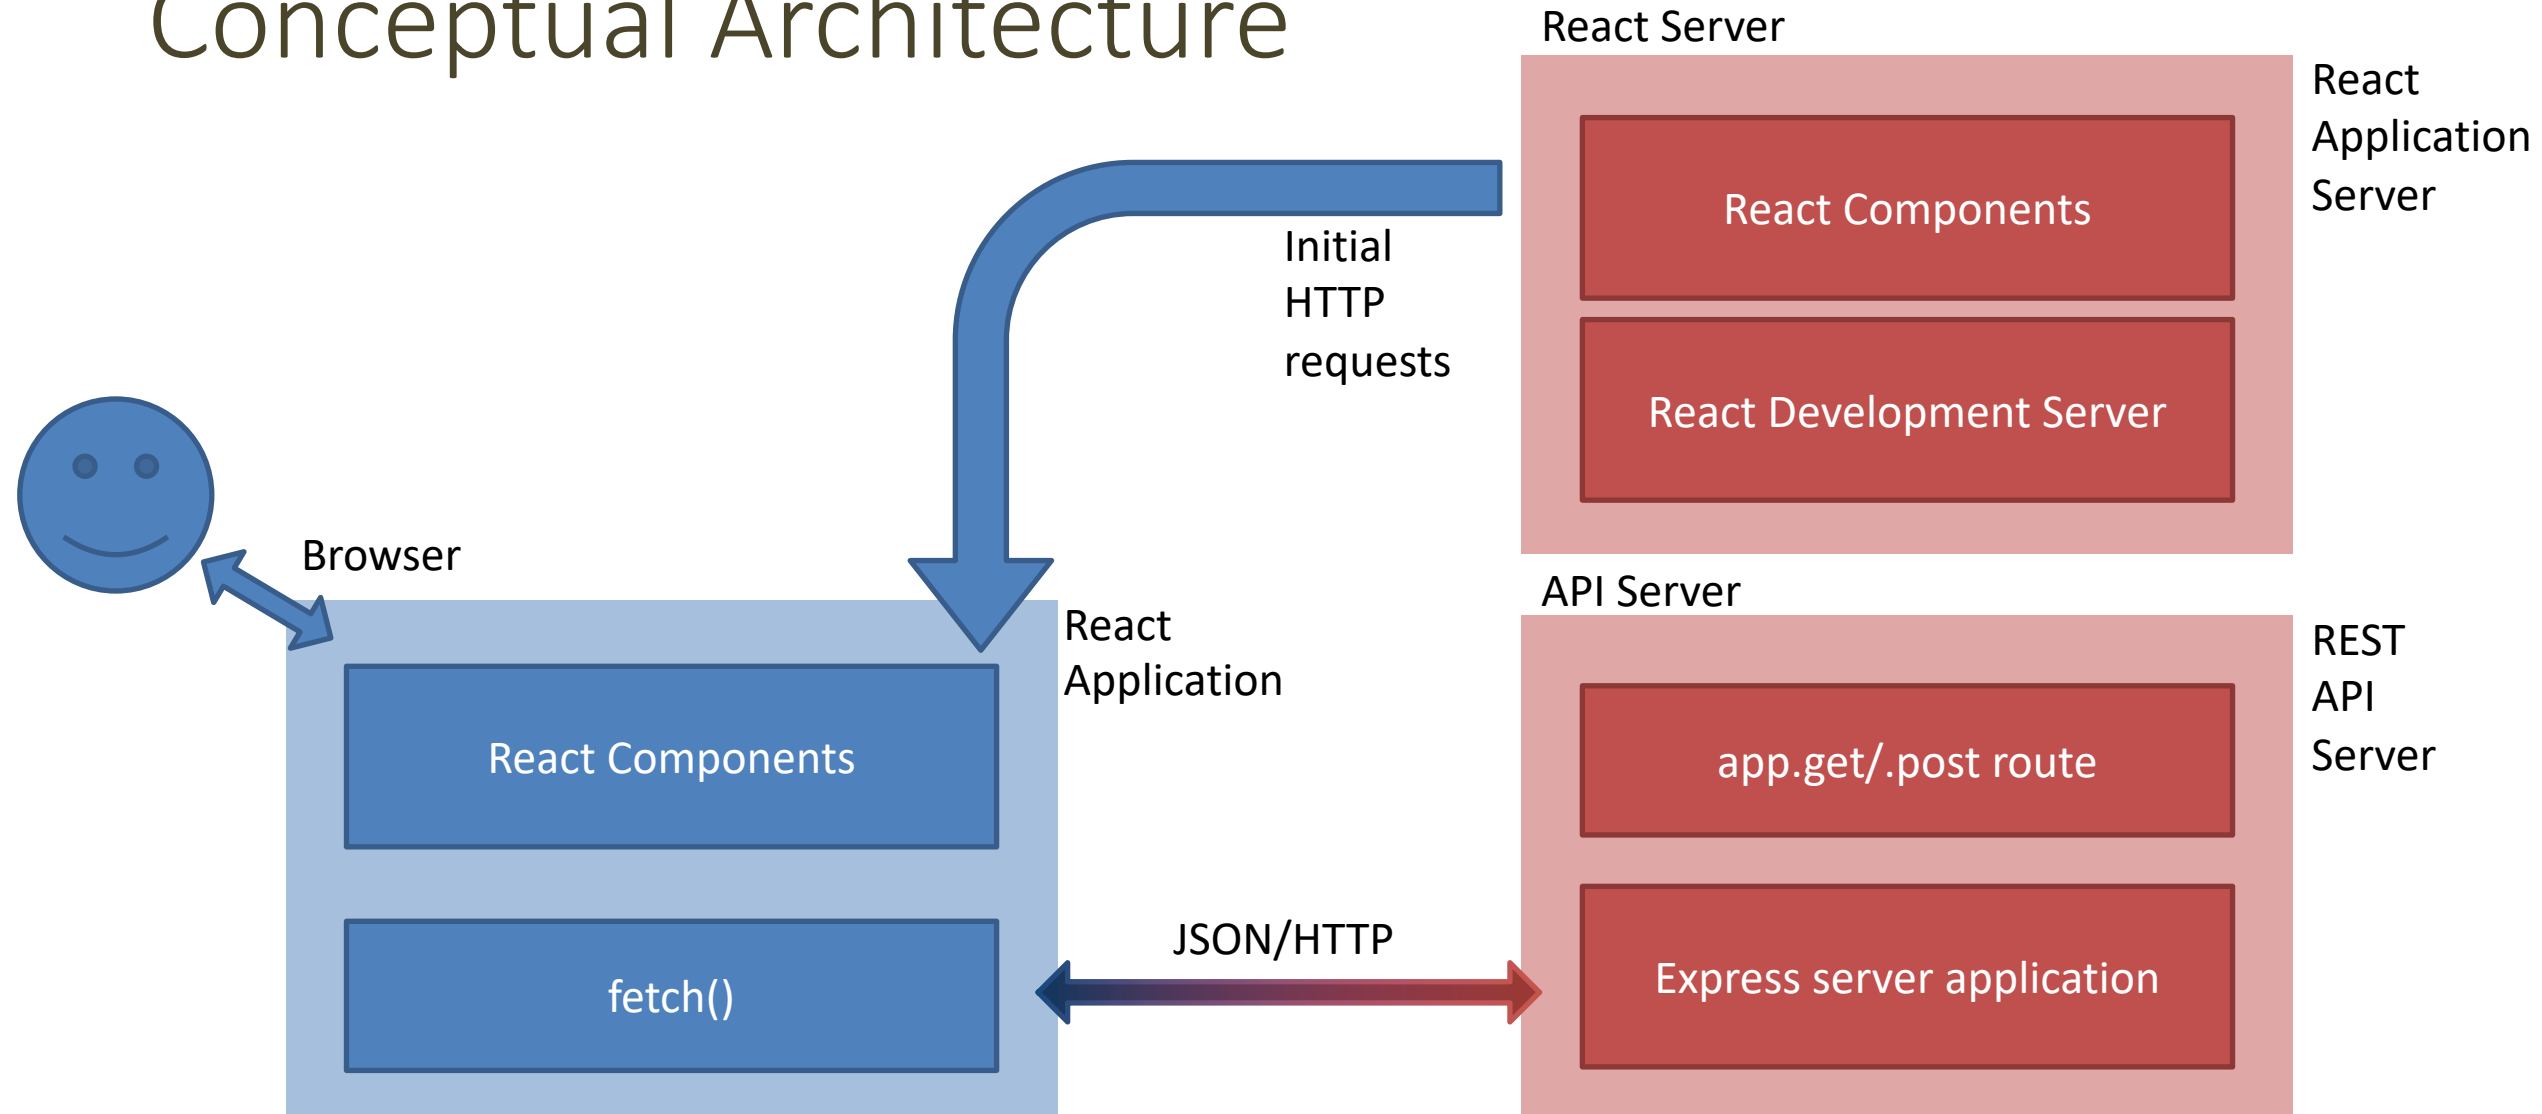 Conceptual Architecture
React Server
React
Application
Server
React Components
Initial
HTTP
requests
React Development Server
Browser
API Server
React
Application
REST
API
Server
React Components
app.get/.post route
JSON/HTTP
fetch()
Express server application